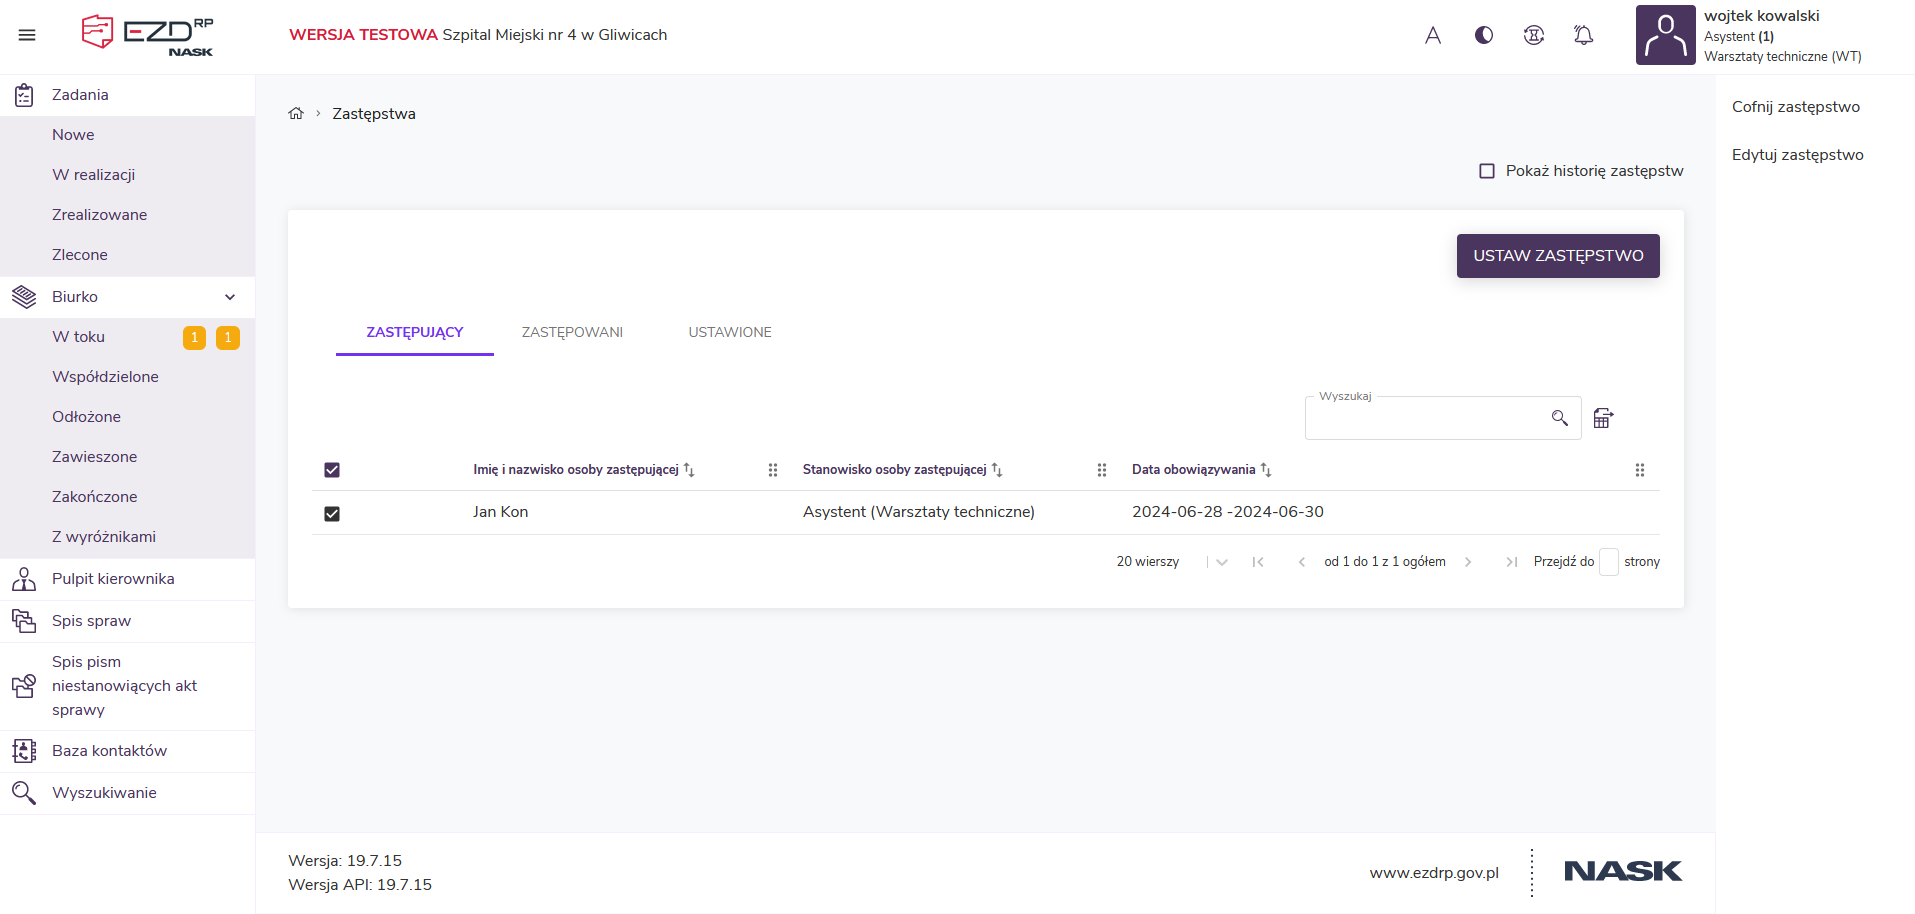 EZD RP
NASK
WERSJA TESTOWA Szpital Miejski nr 4 w Gliwicach
wojtek kowalski
Asystent (1)
Warsztaty techniczne (WT)
Zadania
Nowe
W realizacji
Zrealizowane
Zlecone
Biurko
W toku 1 1
Współdzielone
Odłożone
Zawieszone
Zakończone
Z wyróżnikami
Pulpit kierownika
Spis spraw
Spis pism
niestanowiących akt
sprawy
Baza kontaktów
Wyszukiwanie
Zastępstwa
Pokaż historię zastępstw
USTAW ZASTĘPSTWO
ZASTĘPUJĄCY ZASTĘPOWANI USTAWIONE
Wyszukaj
Imię i nazwisko osoby zastępującej Stanowisko osoby zastępującej Data obowiązywania
Jan Kon Asystent (Warsztaty techniczne) 2024-06-28 -2024-06-30
20 wierszy od 1 do 1 z 1 ogółem Przejdź do strony
Cofnij zastępstwo
Edytuj zastępstwo
Wersja: 19.7.15
Wersja API: 19.7.15
www.ezdrp.gov.pl
NASK